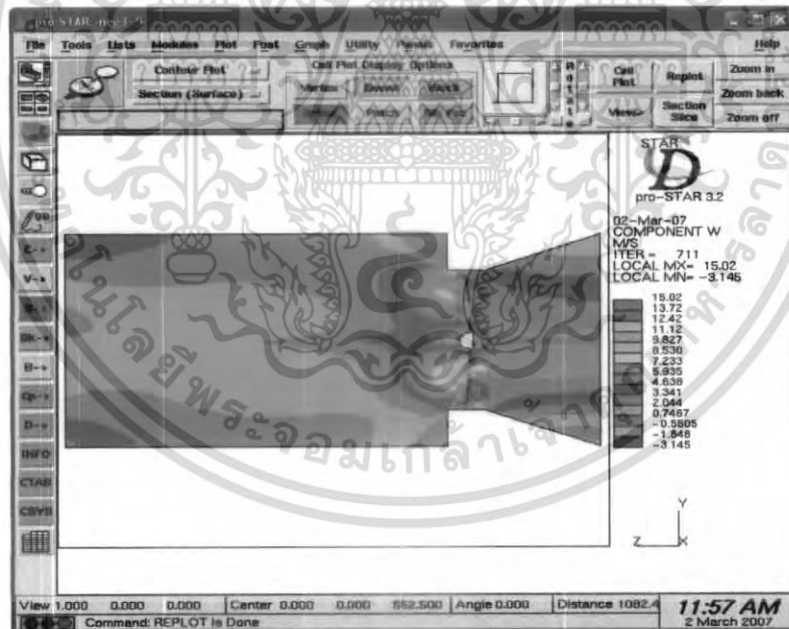 File Tools Lists Modules Plot Post Graph Utility Favorites Help
Contour Plot
Section (Surface)
Cell Plot Display Options
Vertex
Cell Plot
Replot
Zoom in
Zoom back
View->
Section Slice
Zoom off
STAR
CD
pro-STAR 3.2
02-Mar-07
COMPONENT W
M/S
ITER = 711
LOCAL MX= 15.02
LOCAL MN= -3.145
15.02
13.72
12.42
11.12
9.827
8.530
7.233
5.935
4.638
3.341
2.044
0.7467
-0.5505
-1.848
-3.145
C-->
V-->
B-->
D-->
INFO
CTAB
CSYS
Y
Z
X
View 1.000 0.000 0.000 Center 0.000 0.000 552.500 Angle 0.000 Distance 1082.4
11:57 AM
2 March 2007
Command: REPLOT is Done